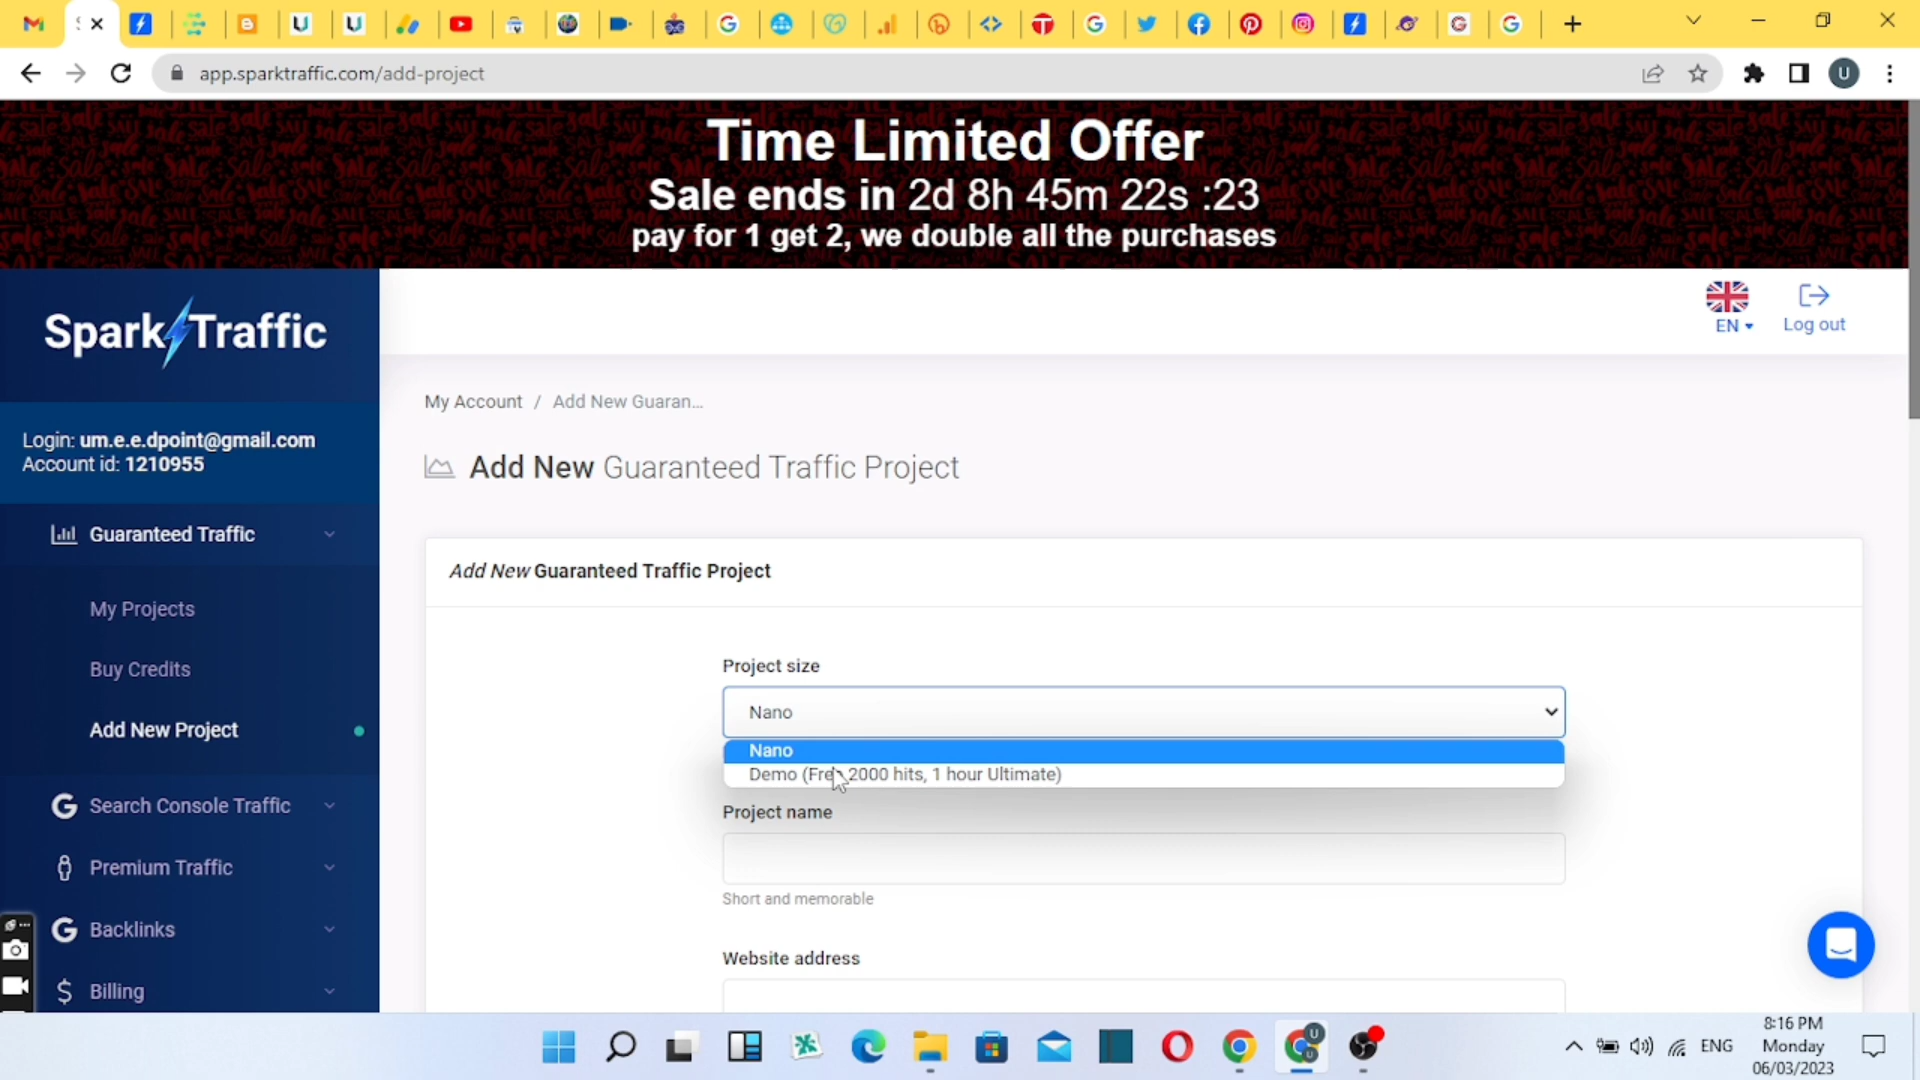 app.sparktraffic.com/add-project
U
Time Limited Offer
Sale ends in 2d 8h 45m 22s :23
pay for 1 get 2, we double all the purchases
Spark Traffic
EN
Log out
My Account / Add New Guaran...
Login: um.e.e.dpoint@gmail.com
Account id: 1210955
Add New Guaranteed Traffic Project
Guaranteed Traffic
My Projects
Buy Credits
Add New Project
Search Console Traffic
Premium Traffic
Backlinks
Billing
Add New Guaranteed Traffic Project
Project size
Nano
Nano
Demo (Free 2000 hits, 1 hour Ultimate)
Project name
Short and memorable
Website address
ENG
8:16 PM
Monday
06/03/2023